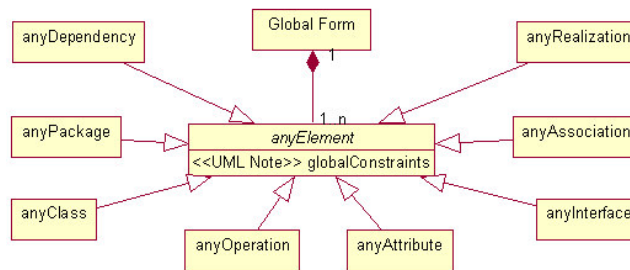 Global Form
anyDependency
anyRealization
1
1..n
anyElement
anyPackage
anyAssociation
<<UML Note>> globalConstraints
anyClass
anyInterface
anyOperation
anyAttribute